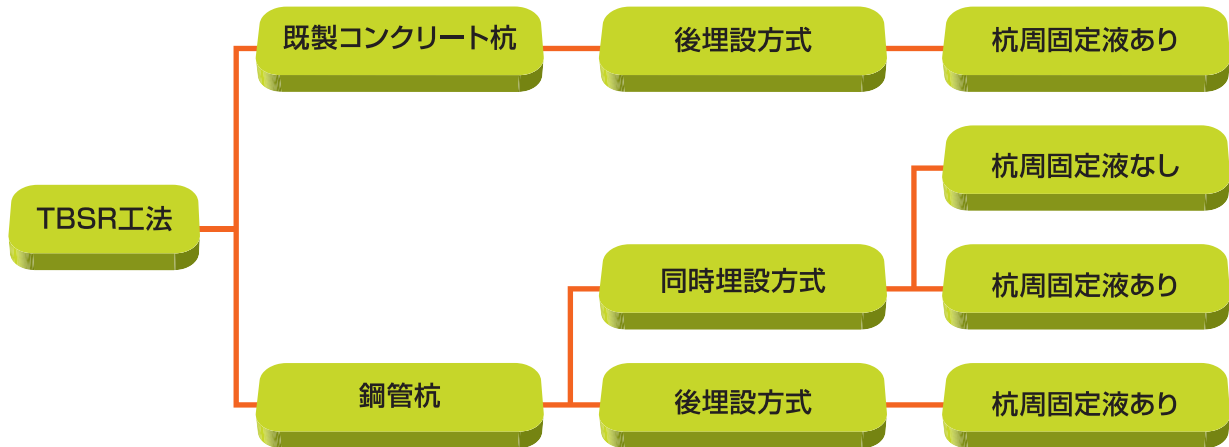 既製コンクリート杭
後埋設方式
杭周固定液あり
杭周固定液なし
TBSR工法
同時埋設方式
杭周固定液あり
鋼管杭
後埋設方式
杭周固定液あり